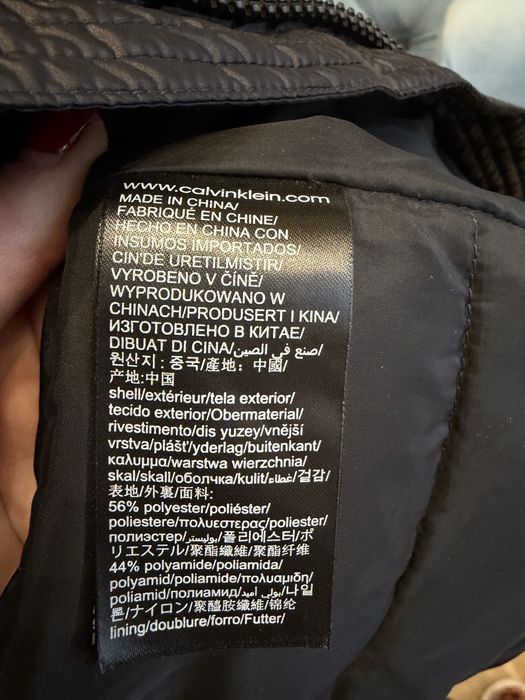 www.calvinklein.com
MADE IN CHINA/
FABRIQUÉ EN CHINE/
HECHO EN CHINA CON
INSUMOS IMPORTADOS/
ÇİN'DE URETILMISTIR/
VYROBENO V ČÍNĚ/
WYPRODUKOWANO W
CHINACH/PRODUSERT I KINA/
ИЗГОТОВЛЕНО В КИТАЕ/
DIBUAT DI CINA/صنع في الصين/
원산지 : 중국/產地：中國/
产地:中国
shell/extérieur/tela exterior/
tecido exterior/Obermaterial/
rivestimento/dis yuzey/vnější
vrstva/plášť/yderlag/buitenkant/
καλυμμα/warstwa wierzchnia/
skal/skall/оболчка/kulit/غطاء/겉감/
表地/外裏/面料:
56% polyester/poliéster/
poliestere/πολυεστερας/poliester/
полиэстер/بوليستر/폴리에스터/ポ
リエステル/聚酯纖維/聚酯纤维
44% polyamide/poliamida/
polyamid/poliamide/πολυαμιδη/
poliamid/полиамид/بولي أميد/나일
론/ナイロン/聚醯胺纖維/锦纶
lining/doublure/forro/Futter/